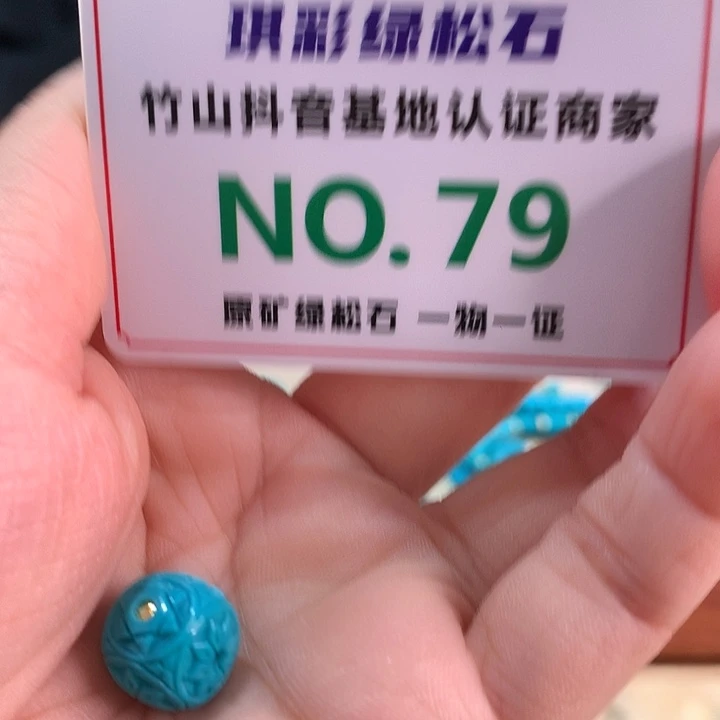 琪彩绿松石
竹山抖音基地认证商家
NO.79
原矿绿松石 一物一证